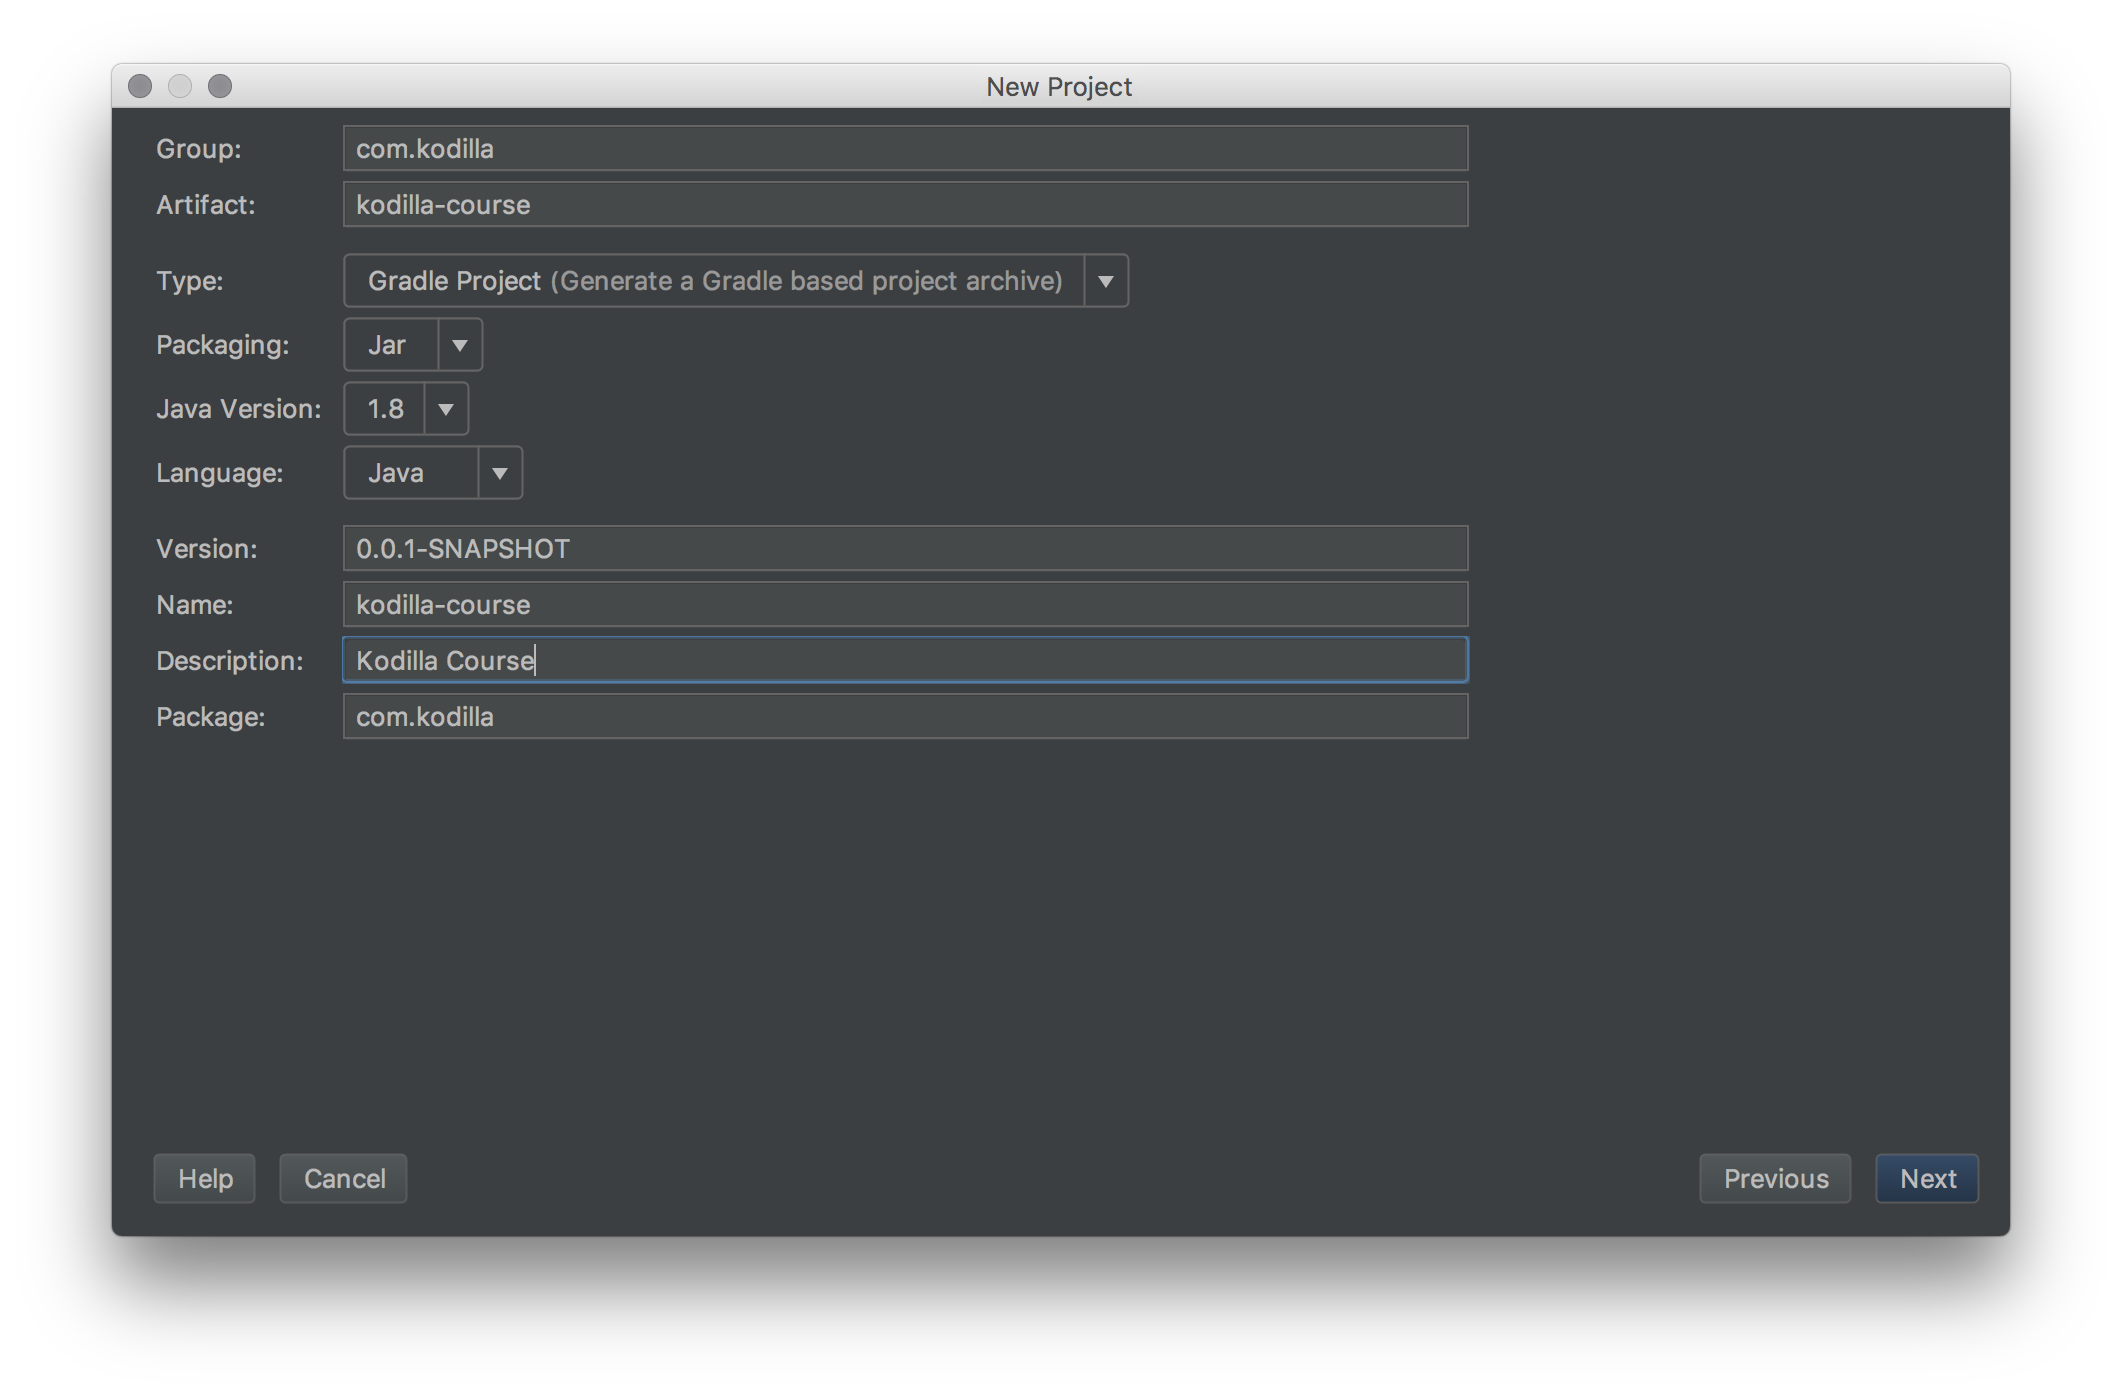 New Project
Group: com.kodilla
Artifact: kodilla-course
Type: Gradle Project (Generate a Gradle based project archive)
Packaging: Jar
Java Version: 1.8
Language: Java
Version: 0.0.1-SNAPSHOT
Name: kodilla-course
Description: Kodilla Course
Package: com.kodilla
Help Cancel Previous Next